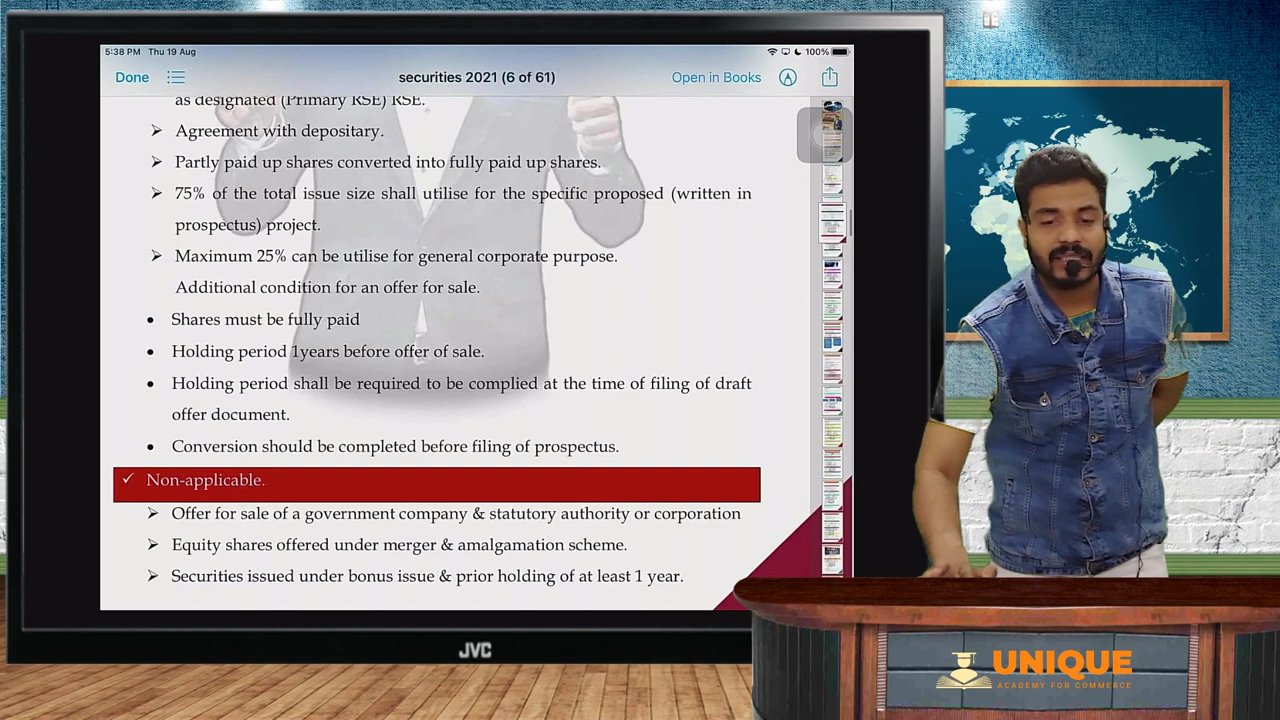 5:38 PM Thu 19 Aug
100%
Done
securities 2021 (6 of 61)
Open in Books
as designated (Primary RSE) RSE.
➢ Agreement with depositary.
➢ Partly paid up shares converted into fully paid up shares.
➢ 75% of the total issue size shall utilise for the specific proposed (written in
prospectus) project.
➢ Maximum 25% can be utilise for general corporate purpose.
Additional condition for an offer for sale.
• Shares must be fully paid
• Holding period 1years before offer of sale.
• Holding period shall be required to be complied at the time of filing of draft
offer document.
• Conversion should be completed before filing of prospectus.
✓ Non-applicable.
➢ Offer for sale of a government company & statutory authority or corporation
➢ Equity shares offered under merger & amalgamation scheme.
➢ Securities issued under bonus issue & prior holding of at least 1 year.
JVC
UNIQUE
ACADEMY FOR COMMERCE